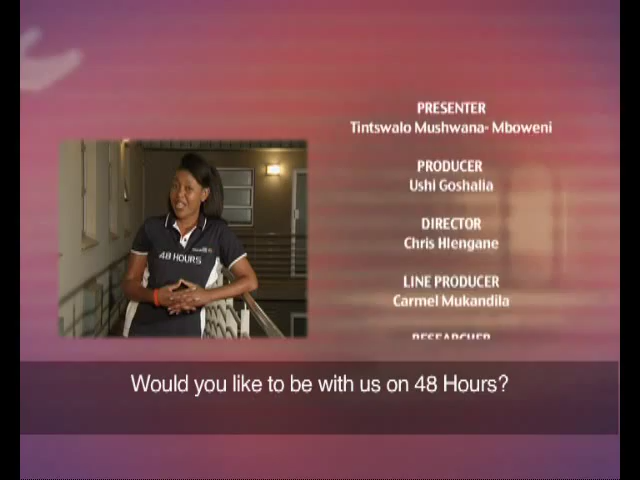 PRESENTER
Tintswalo Mushwana- Mboweni
PRODUCER
Ushi Goshalia
DIRECTOR
Chris Hlengane
LINE PRODUCER
Carmel Mukandila
RESEARCHER
48 HOURS
Would you like to be with us on 48 Hours?